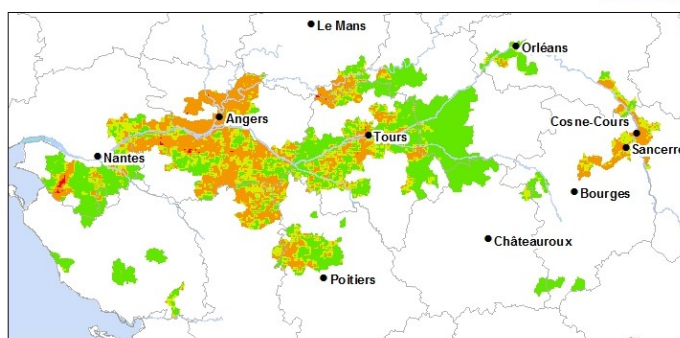 Le Mans
Orléans
Angers
Cosne-Cours
Tours
Sancerre
Nantes
Bourges
Châteauroux
Poitiers